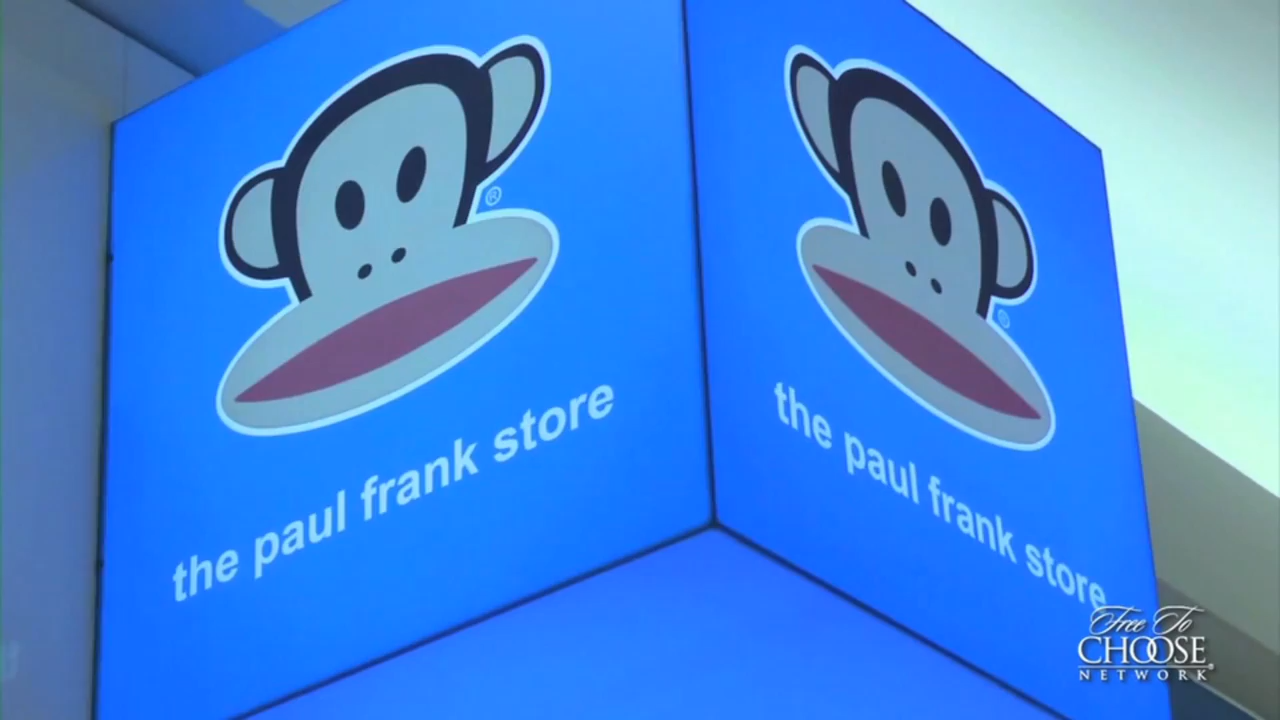 ®
the paul frank store
®
the paul frank store
Free To
CHOOSE
NETWORK®